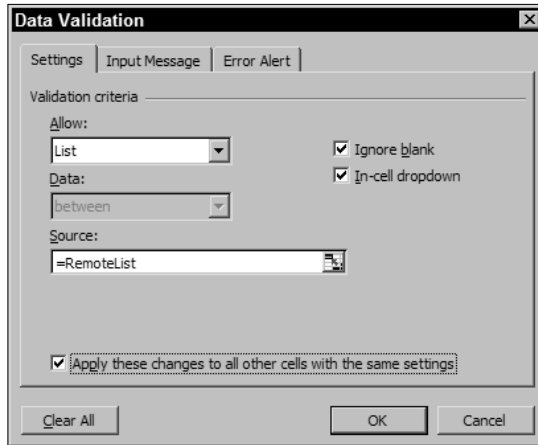 Data Validation
Settings
Input Message
Error Alert
Validation criteria
Allow:
List
Ignore blank
Data:
In-cell dropdown
between
Source:
=RemoteList
Apply these changes to all other cells with the same settings
Clear All
OK
Cancel